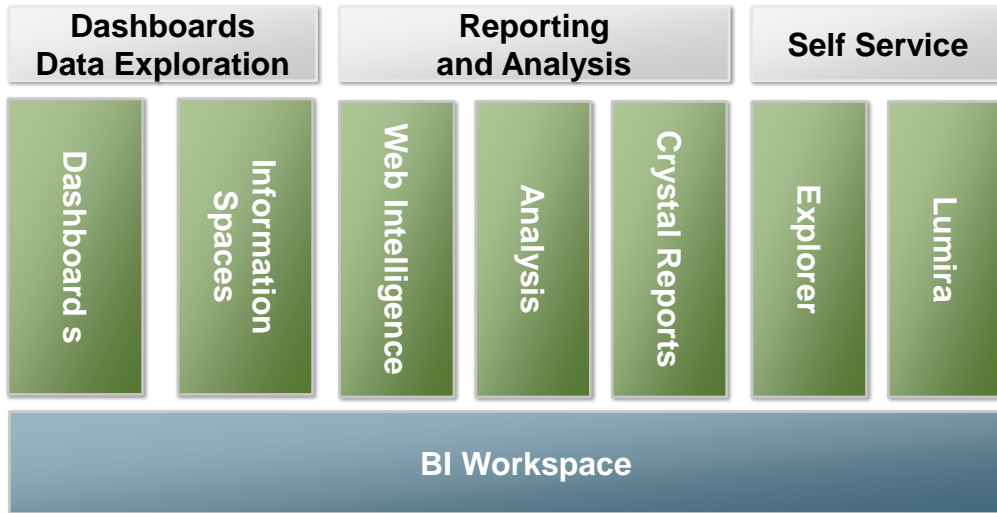 Dashboards
Data Exploration
Reporting
and Analysis
Self Service
Dashboard s
Information
Spaces
Web Intelligence
Analysis
Crystal Reports
Explorer
Lumira
BI Workspace